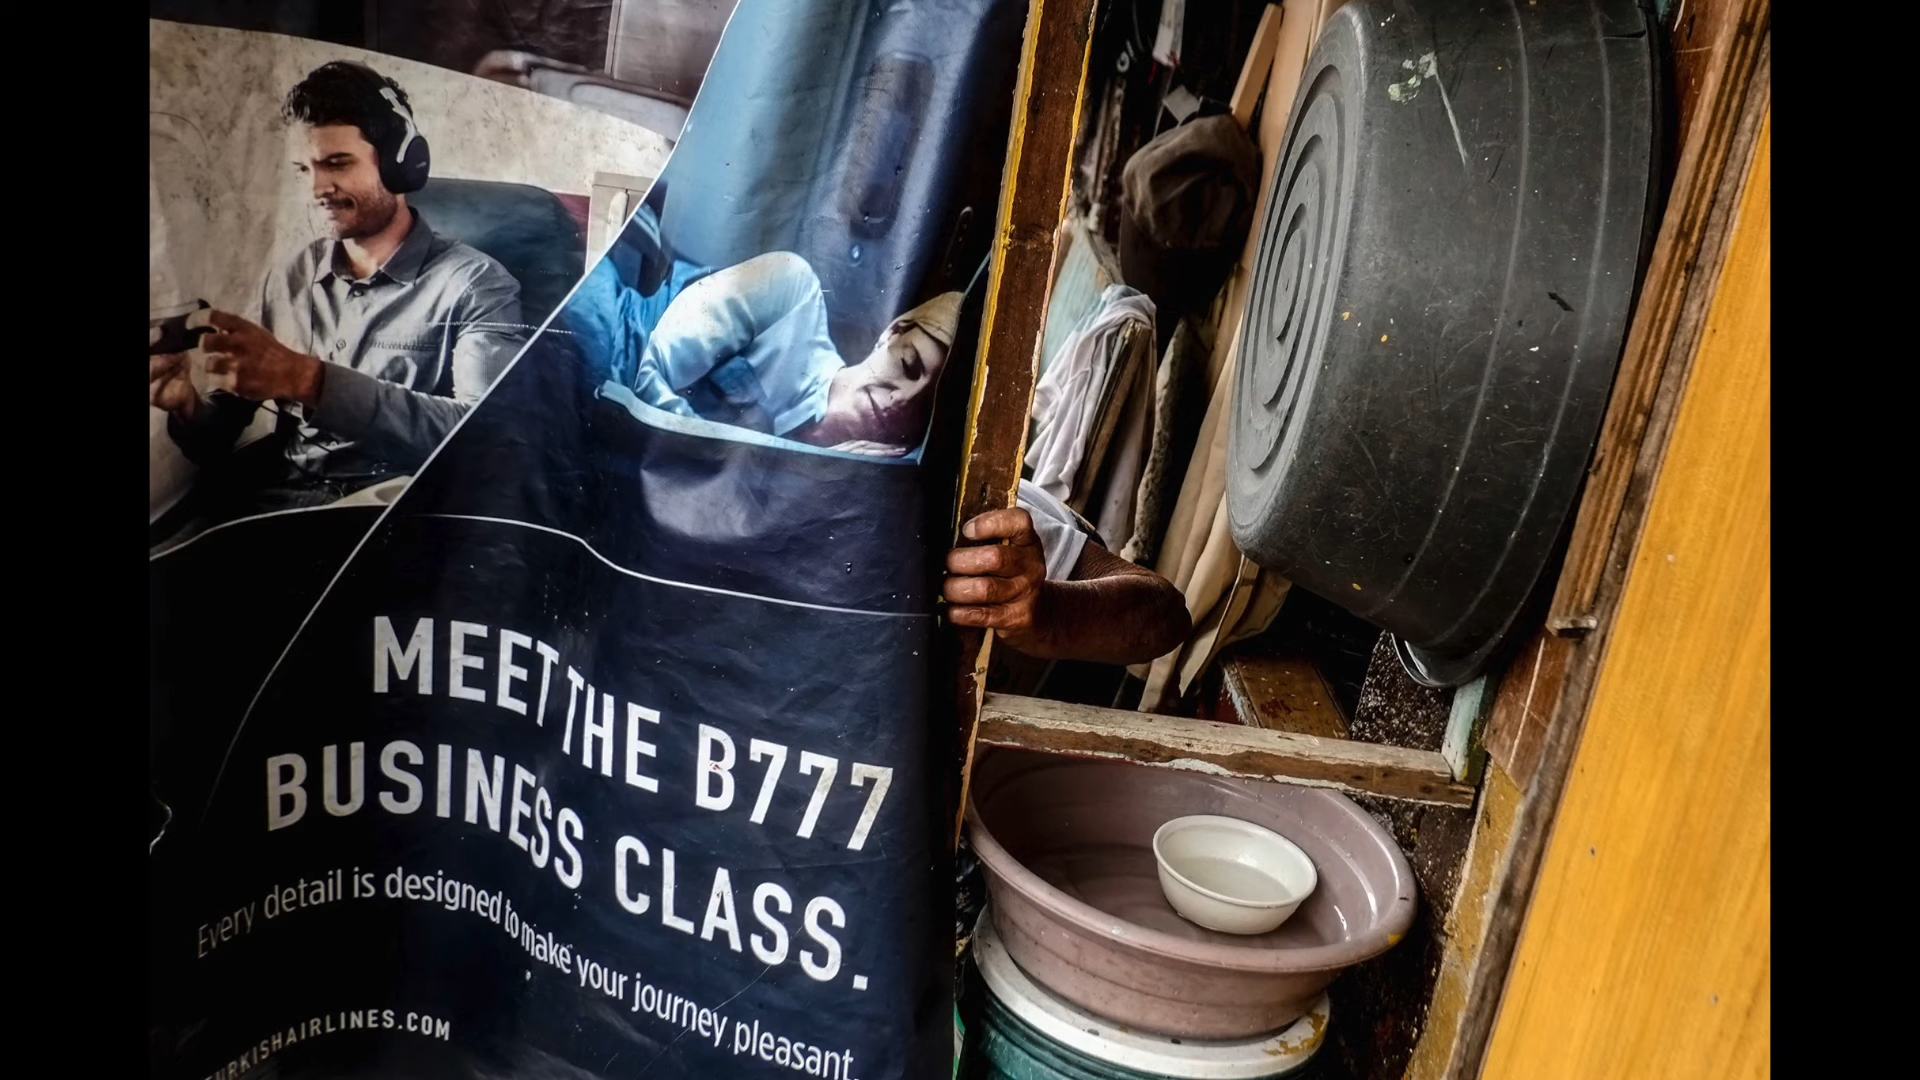 MEET THE B777
BUSINESS CLASS.
Every detail is designed to make your journey pleasant.
TURKISHAIRLINES.COM